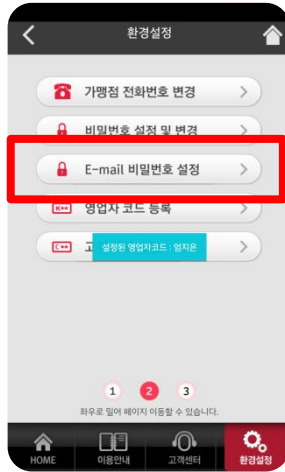 환경설정
가맹점 전화번호 변경
비밀번호 설정 및 변경
E-mail 비밀번호 설정
영업자 코드 등록
설정된 영업자코드 : 엄지은
1 2 3
좌우로 밀어 페이지 이동할 수 있습니다.
HOME 이용안내 고객센터 환경설정